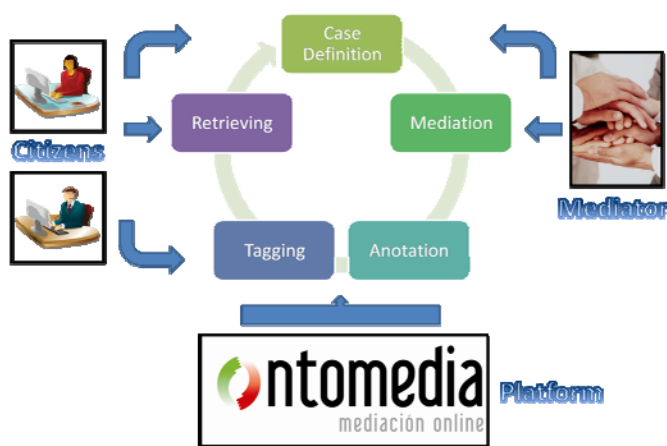 Case
Definition
Retrieving
Mediation
Citizens
Mediator
Tagging
Anotation
ntomedia
mediación online
Platform